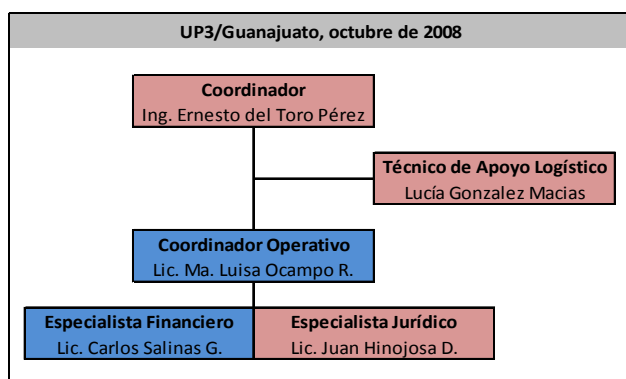 UP3/Guanajuato, octubre de 2008
Coordinador
Ing. Ernesto del Toro Pérez
Técnico de Apoyo Logístico
Lucía Gonzalez Macias
Coordinador Operativo
Lic. Ma. Luisa Ocampo R.
Especialista Financiero
Lic. Carlos Salinas G.
Especialista Jurídico
Lic. Juan Hinojosa D.